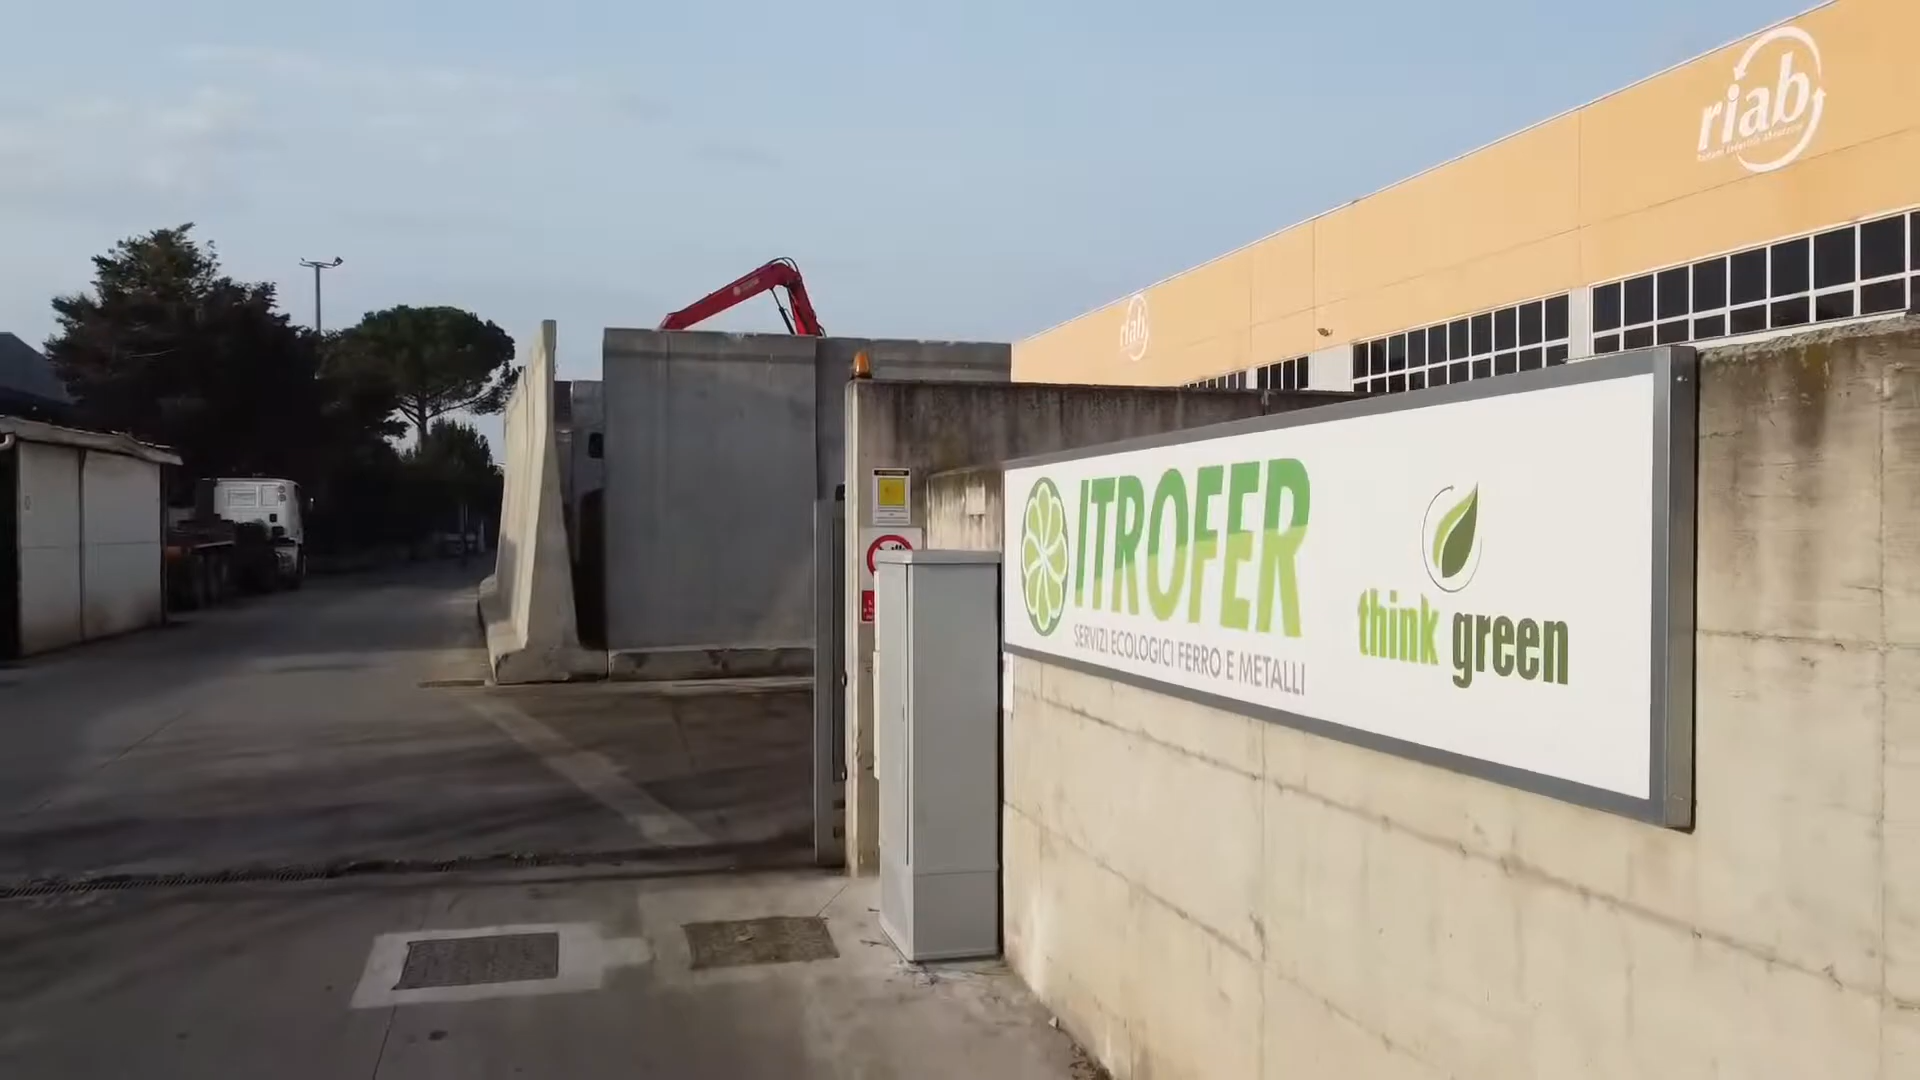 riab
riab
ITROFER
SERVIZI ECOLOGICI FERRO E METALLI
think green